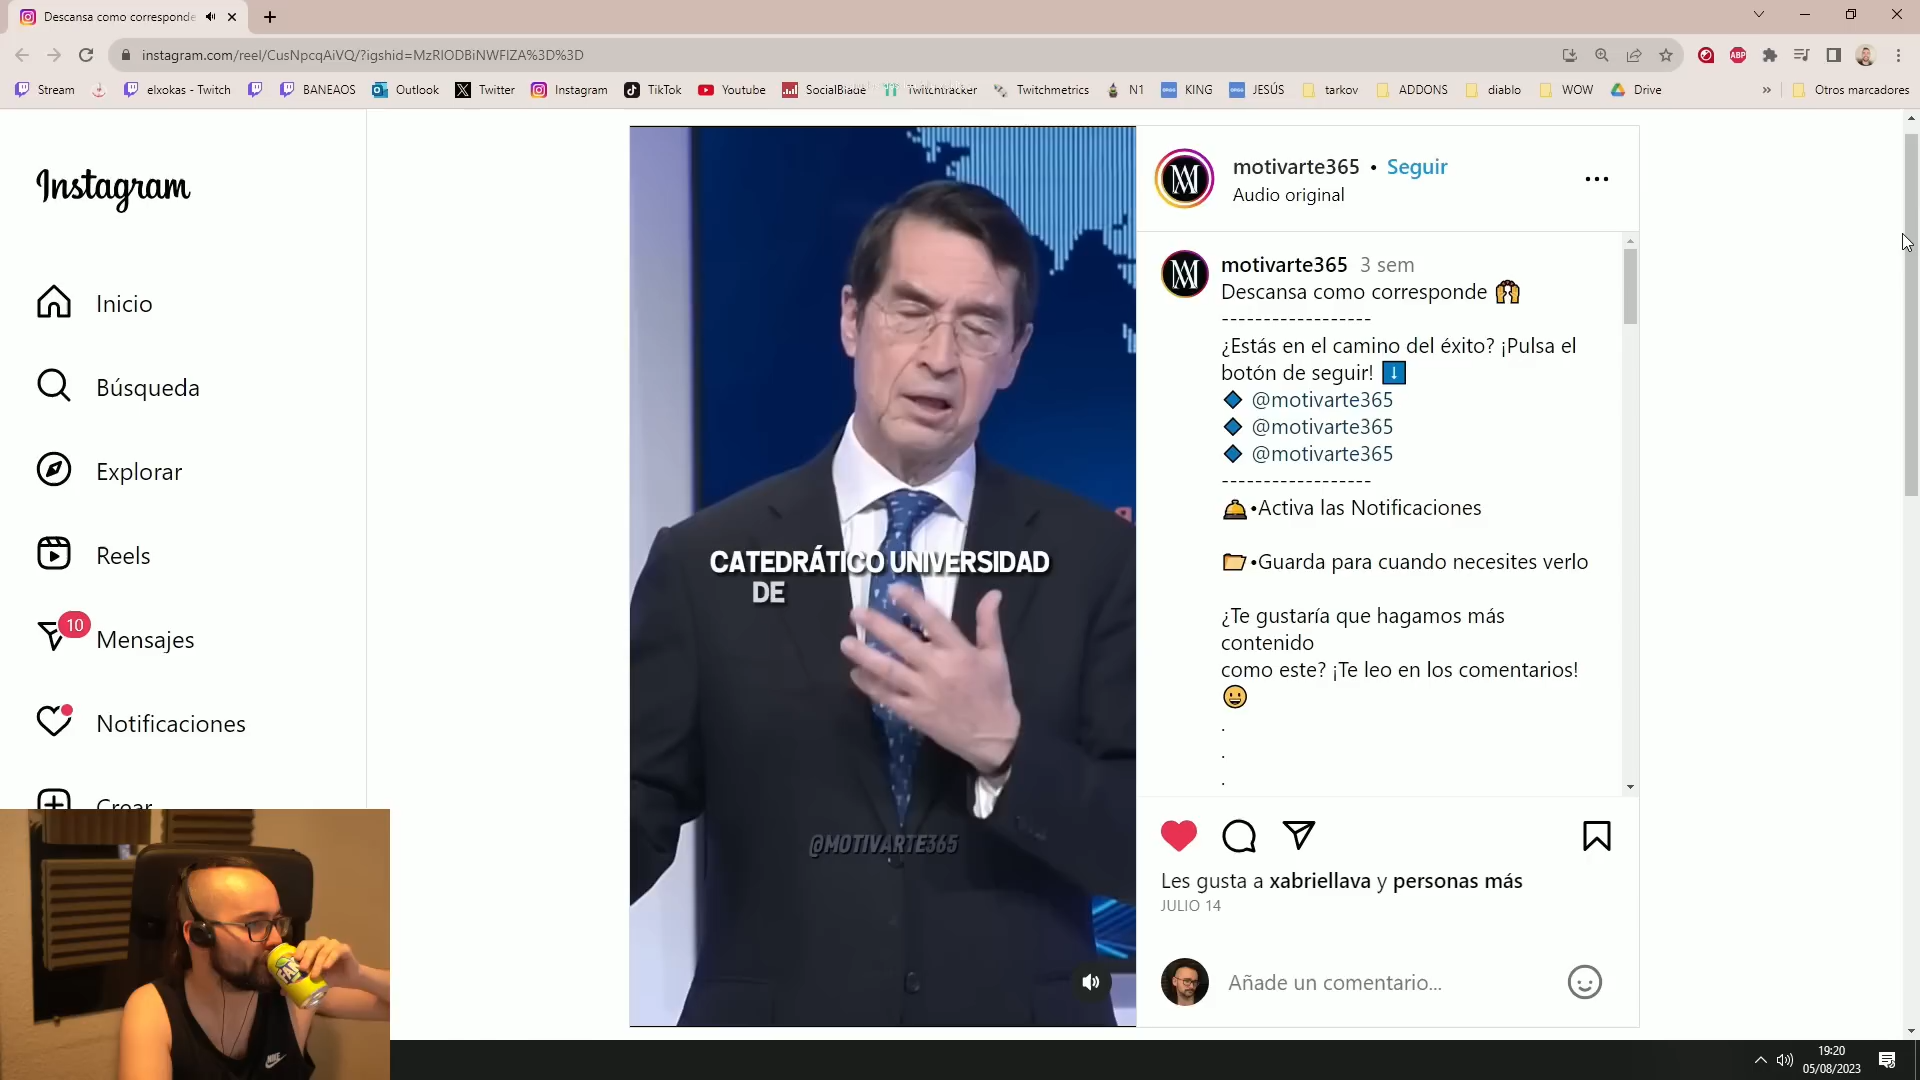 Descansa como corresponde
instagram.com/reel/CusNpcqAiVQ/?igshid=MzRlODBiNWFlZA%3D%3D
Stream
elxokas - Twitch
BANEAOS
Outlook
Twitter
Instagram
TikTok
Youtube
SocialBlade
Twitchtracker
Twitchmetrics
N1
KING
JESÚS
tarkov
ADDONS
diablo
WOW
Drive
Otros marcadores
ABP
Instagram
Inicio
Búsqueda
Explorar
Reels
10
Mensajes
Notificaciones
Crear
CATEDRÁTICO UNIVERSIDAD
DE
@MOTIVARTE365
motivarte365 • Seguir
Audio original
motivarte365 3 sem
Descansa como corresponde
------------------
¿Estás en el camino del éxito? ¡Pulsa el
botón de seguir!
@motivarte365
@motivarte365
@motivarte365
------------------
•Activa las Notificaciones
•Guarda para cuando necesites verlo
¿Te gustaría que hagamos más
contenido
como este? ¡Te leo en los comentarios!
.
.
.
Les gusta a xabriellava y personas más
JULIO 14
Añade un comentario...
19:20
05/08/2023